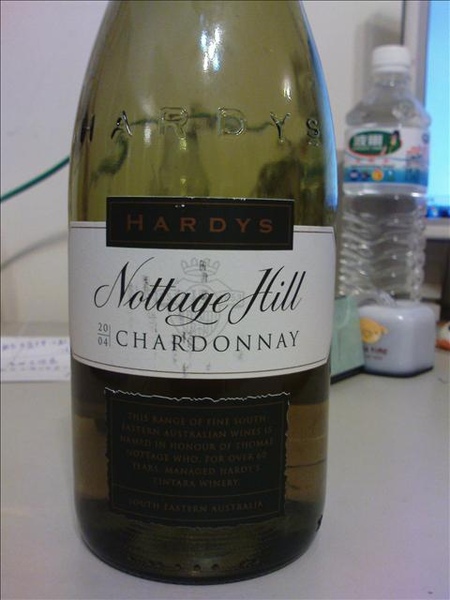 HARDYS
HARDYS
Nottage Hill
20
04
CHARDONNAY
THIS RANGE OF FINE SOUTH
EASTERN AUSTRALIAN WINES IS
NAMED IN HONOUR OF THOMAS
NOTTAGE WHO, FOR OVER 60
YEARS, MANAGED HARDY'S
TINTARA WINERY.
SOUTH EASTERN AUSTRALIA